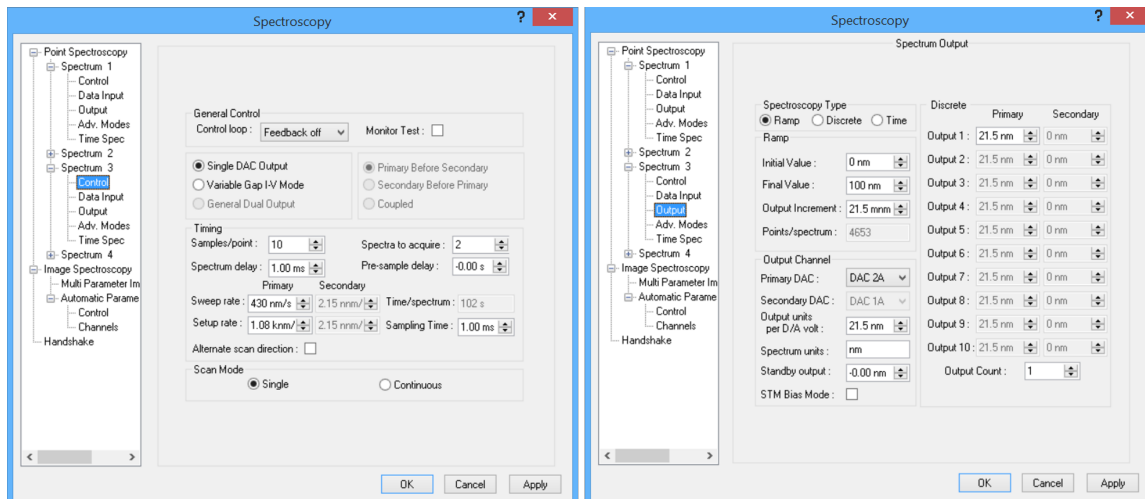 Spectroscopy
?
×
Point Spectroscopy
Spectrum 1
Control
Data Input
Output
Adv. Modes
Time Spec
Spectrum 2
Spectrum 3
Control
Data Input
Output
Adv. Modes
Time Spec
Spectrum 4
Image Spectroscopy
Multi Parameter Im
Automatic Parame
Control
Channels
Handshake
General Control
Control loop : Feedback off Monitor Test :
Single DAC Output
Variable Gap I-V Mode
General Dual Output
Primary Before Secondary
Secondary Before Primary
Coupled
Timing
Samples/point : 10 Spectra to acquire : 2
Spectrum delay : 1.00 ms Pre-sample delay : -0.00 s
Primary Secondary
Sweep rate : 430 nm/s 2.15 nnm/ Time/spectrum : 102 s
Setup rate : 1.08 knm/ 2.15 nnm/ Sampling Time : 1.00 ms
Alternate scan direction :
Scan Mode
Single Continuous
OK Cancel Apply
Spectroscopy
?
×
Point Spectroscopy
Spectrum 1
Control
Data Input
Output
Adv. Modes
Time Spec
Spectrum 2
Spectrum 3
Control
Data Input
Output
Adv. Modes
Time Spec
Spectrum 4
Image Spectroscopy
Multi Parameter Im
Automatic Parame
Control
Channels
Handshake
Spectrum Output
Spectroscopy Type
Ramp Discrete Time
Ramp
Initial Value : 0 nm
Final Value : 100 nm
Output Increment : 21.5 mnm
Points/spectrum : 4653
Output Channel
Primary DAC : DAC 2A
Secondary DAC : DAC 1A
Output units
per D/A volt : 21.5 nm
Spectrum units : nm
Standby output : -0.00 nm
STM Bias Mode :
Discrete
Primary Secondary
Output 1 : 21.5 nm 0 nm
Output 2 : 21.5 nm 0 nm
Output 3 : 21.5 nm 0 nm
Output 4 : 21.5 nm 0 nm
Output 5 : 21.5 nm 0 nm
Output 6 : 21.5 nm 0 nm
Output 7 : 21.5 nm 0 nm
Output 8 : 21.5 nm 0 nm
Output 9 : 21.5 nm 0 nm
Output 10 : 21.5 nm 0 nm
Output Count : 1
OK Cancel Apply